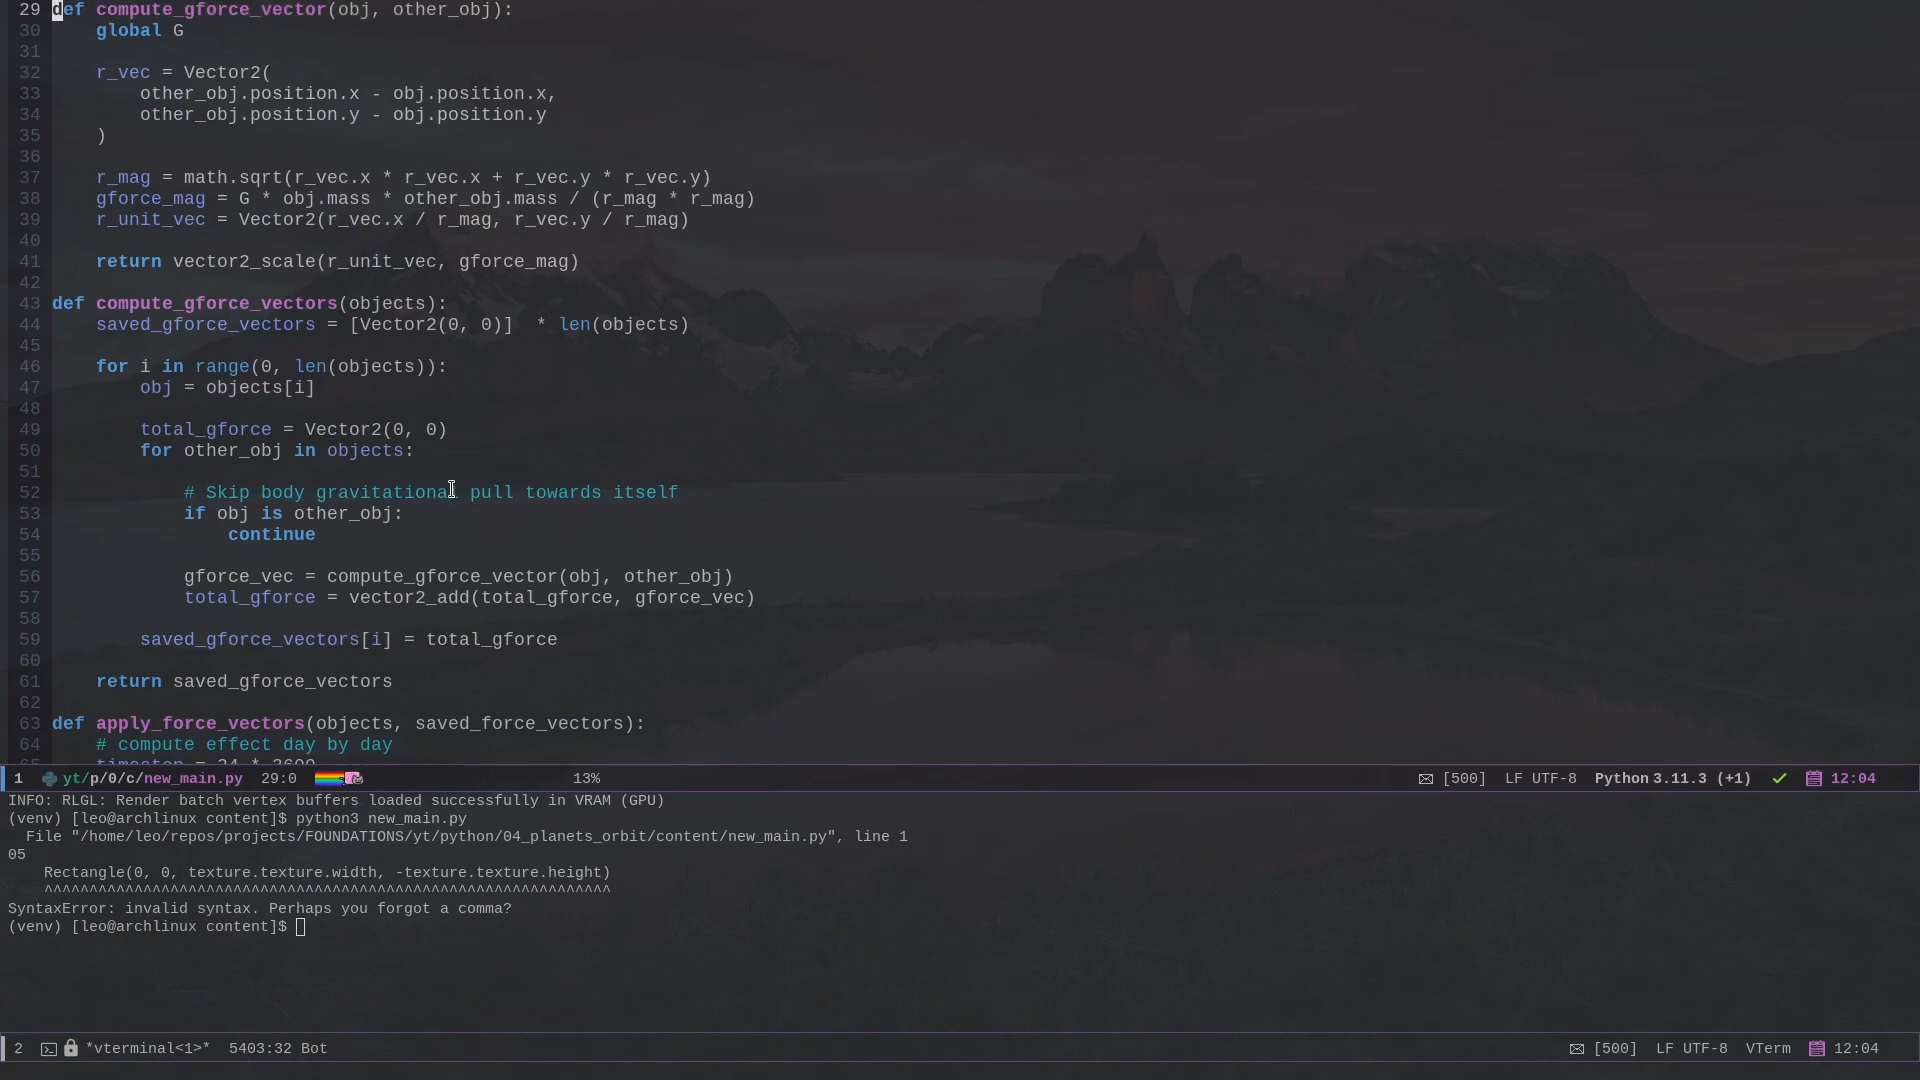 29 def compute_gforce_vector(obj, other_obj):
30     global G
31
32     r_vec = Vector2(
33         other_obj.position.x - obj.position.x,
34         other_obj.position.y - obj.position.y
35     )
36
37     r_mag = math.sqrt(r_vec.x * r_vec.x + r_vec.y * r_vec.y)
38     gforce_mag = G * obj.mass * other_obj.mass / (r_mag * r_mag)
39     r_unit_vec = Vector2(r_vec.x / r_mag, r_vec.y / r_mag)
40
41     return vector2_scale(r_unit_vec, gforce_mag)
42
43 def compute_gforce_vectors(objects):
44     saved_gforce_vectors = [Vector2(0, 0)]  * len(objects)
45
46     for i in range(0, len(objects)):
47         obj = objects[i]
48
49         total_gforce = Vector2(0, 0)
50         for other_obj in objects:
51
52             # Skip body gravitational pull towards itself
53             if obj is other_obj:
54                 continue
55
56             gforce_vec = compute_gforce_vector(obj, other_obj)
57             total_gforce = vector2_add(total_gforce, gforce_vec)
58
59         saved_gforce_vectors[i] = total_gforce
60
61     return saved_gforce_vectors
62
63 def apply_force_vectors(objects, saved_force_vectors):
64     # compute effect day by day
65     timestep = 24 * 3600
1 yt/p/0/c/new_main.py 29:0 13% [500] LF UTF-8 Python 3.11.3 (+1) 12:04
INFO: RLGL: Render batch vertex buffers loaded successfully in VRAM (GPU)
(venv) [leo@archlinux content]$ python3 new_main.py
  File "/home/leo/repos/projects/FOUNDATIONS/yt/python/04_planets_orbit/content/new_main.py", line 1
05
    Rectangle(0, 0, texture.texture.width, -texture.texture.height)
    ^^^^^^^^^^^^^^^^^^^^^^^^^^^^^^^^^^^^^^^^^^^^^^^^^^^^^^^^^^^^^^^
SyntaxError: invalid syntax. Perhaps you forgot a comma?
(venv) [leo@archlinux content]$
2 *vterminal<1>* 5403:32 Bot [500] LF UTF-8 VTerm 12:04